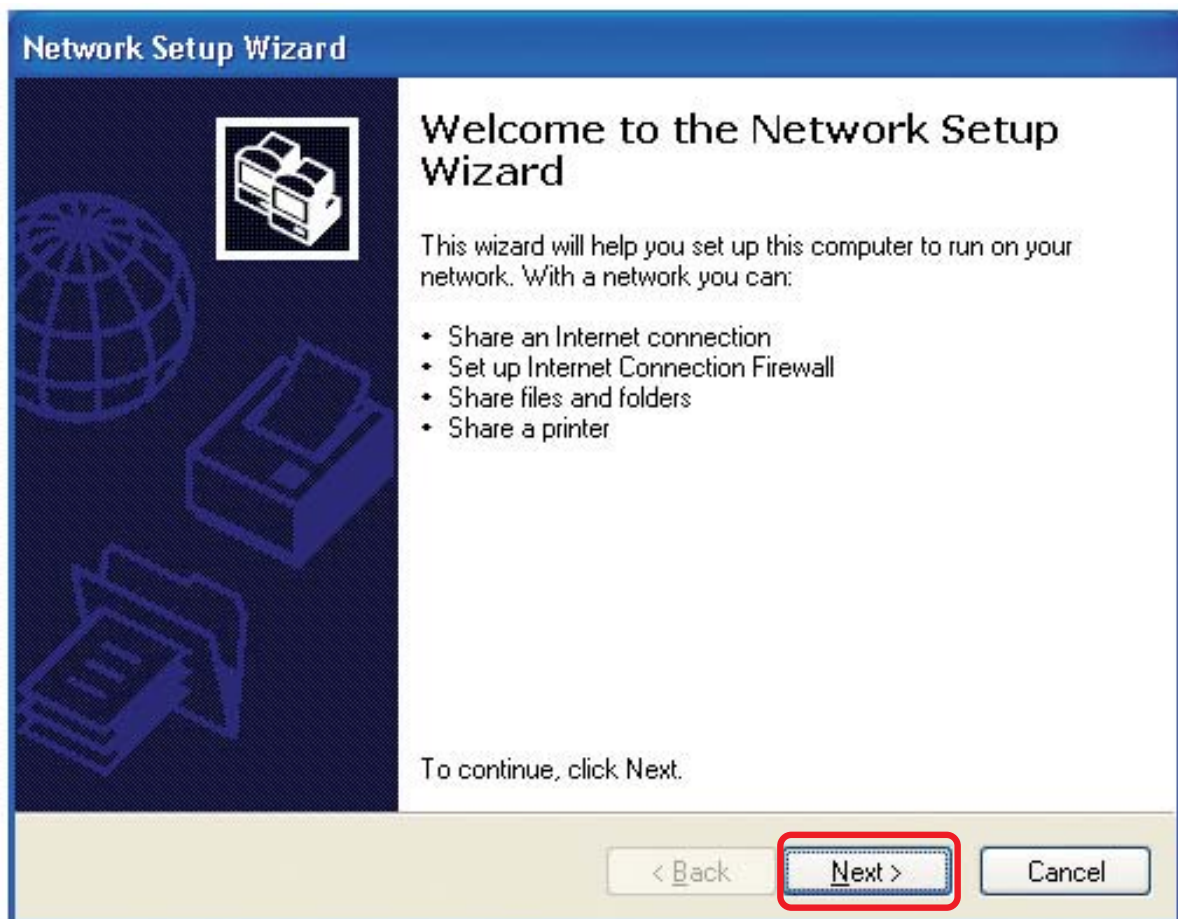 Network Setup Wizard
Welcome to the Network Setup
Wizard
This wizard will help you set up this computer to run on your
network. With a network you can:
• Share an Internet connection
• Set up Internet Connection Firewall
• Share files and folders
• Share a printer
To continue, click Next.
< Back Next > Cancel